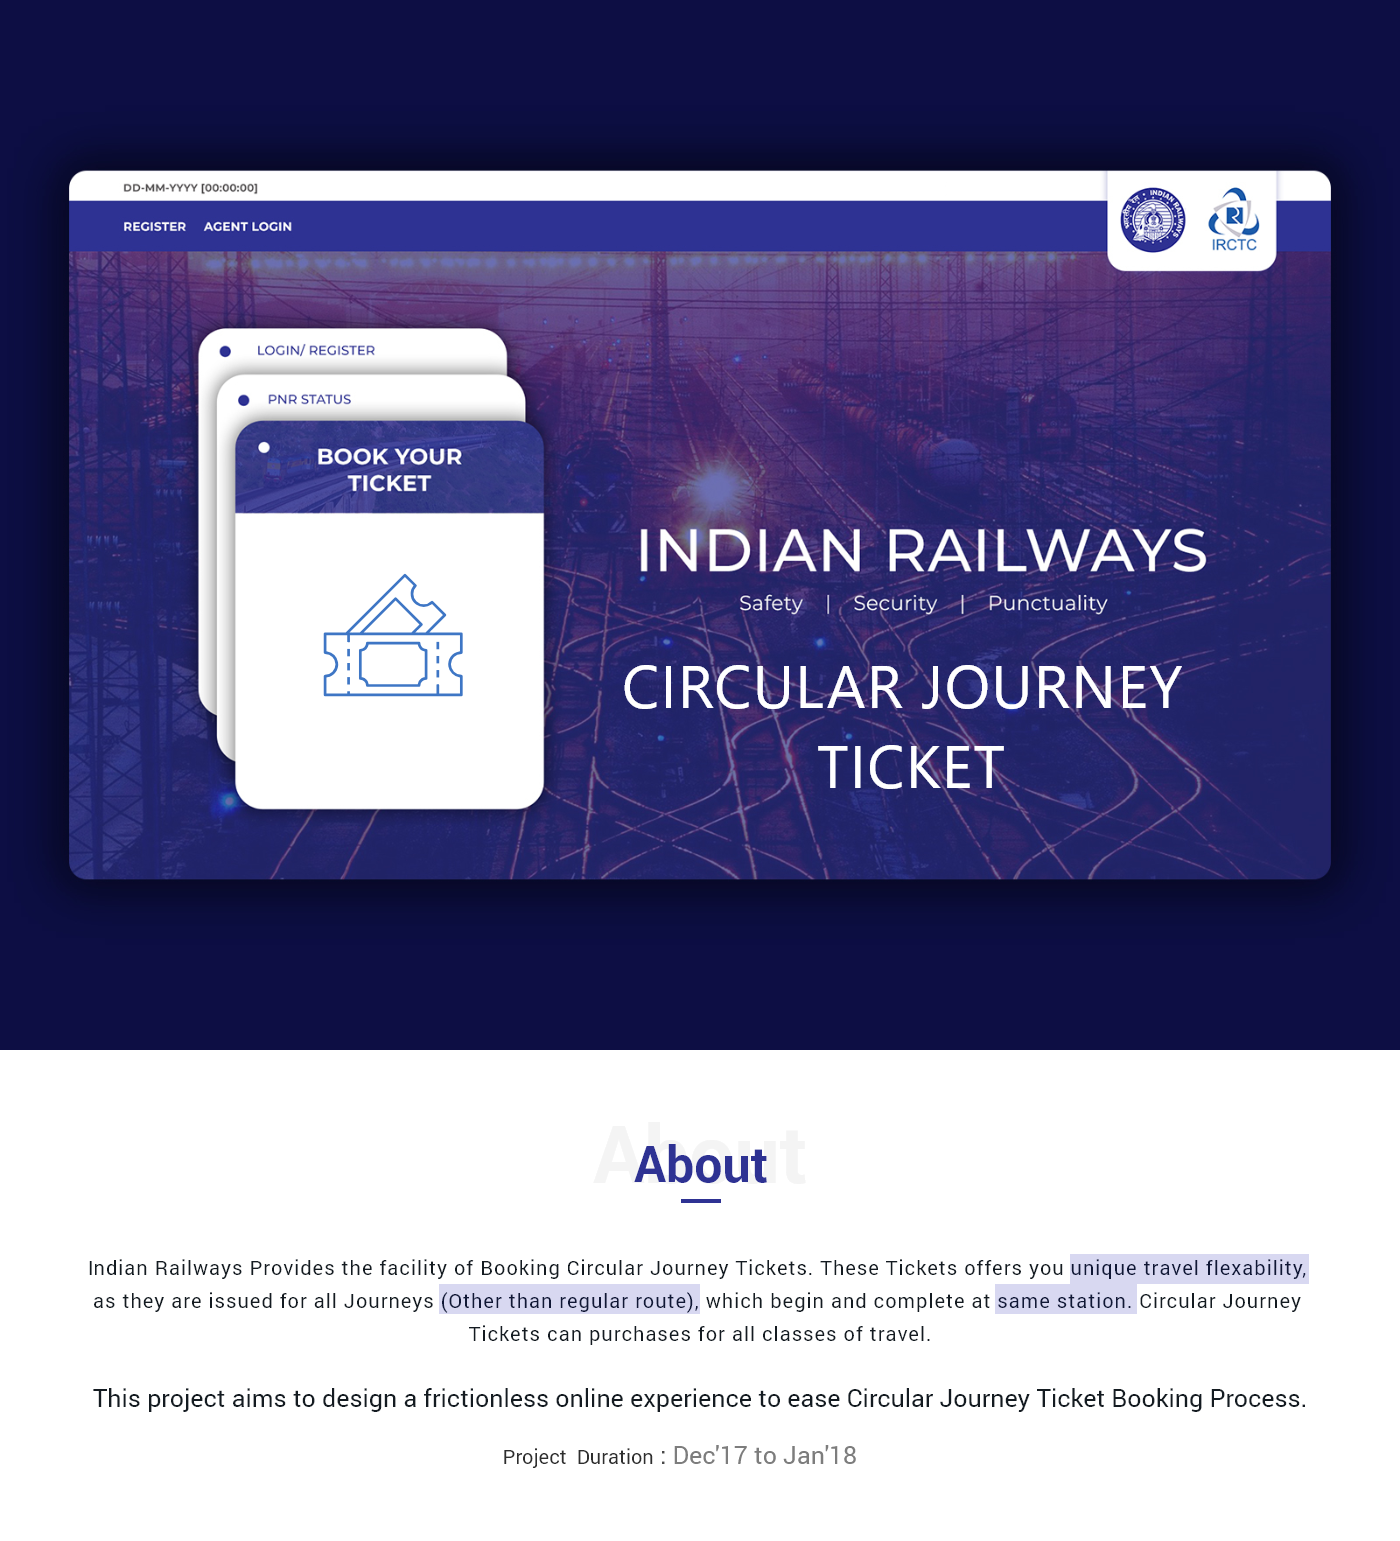 DD-MM-YYYY [00:00:00]
REGISTER AGENT LOGIN
INDIAN RAILWAYS
भारतीय रेल
IRCTC
LOGIN/ REGISTER
PNR STATUS
BOOK YOUR
TICKET
INDIAN RAILWAYS
Safety | Security | Punctuality
CIRCULAR JOURNEY
TICKET
About
About
Indian Railways Provides the facility of Booking Circular Journey Tickets. These Tickets offers you unique travel flexability,
as they are issued for all Journeys (Other than regular route), which begin and complete at same station. Circular Journey
Tickets can purchases for all classes of travel.
This project aims to design a frictionless online experience to ease Circular Journey Ticket Booking Process.
Project Duration : Dec'17 to Jan'18